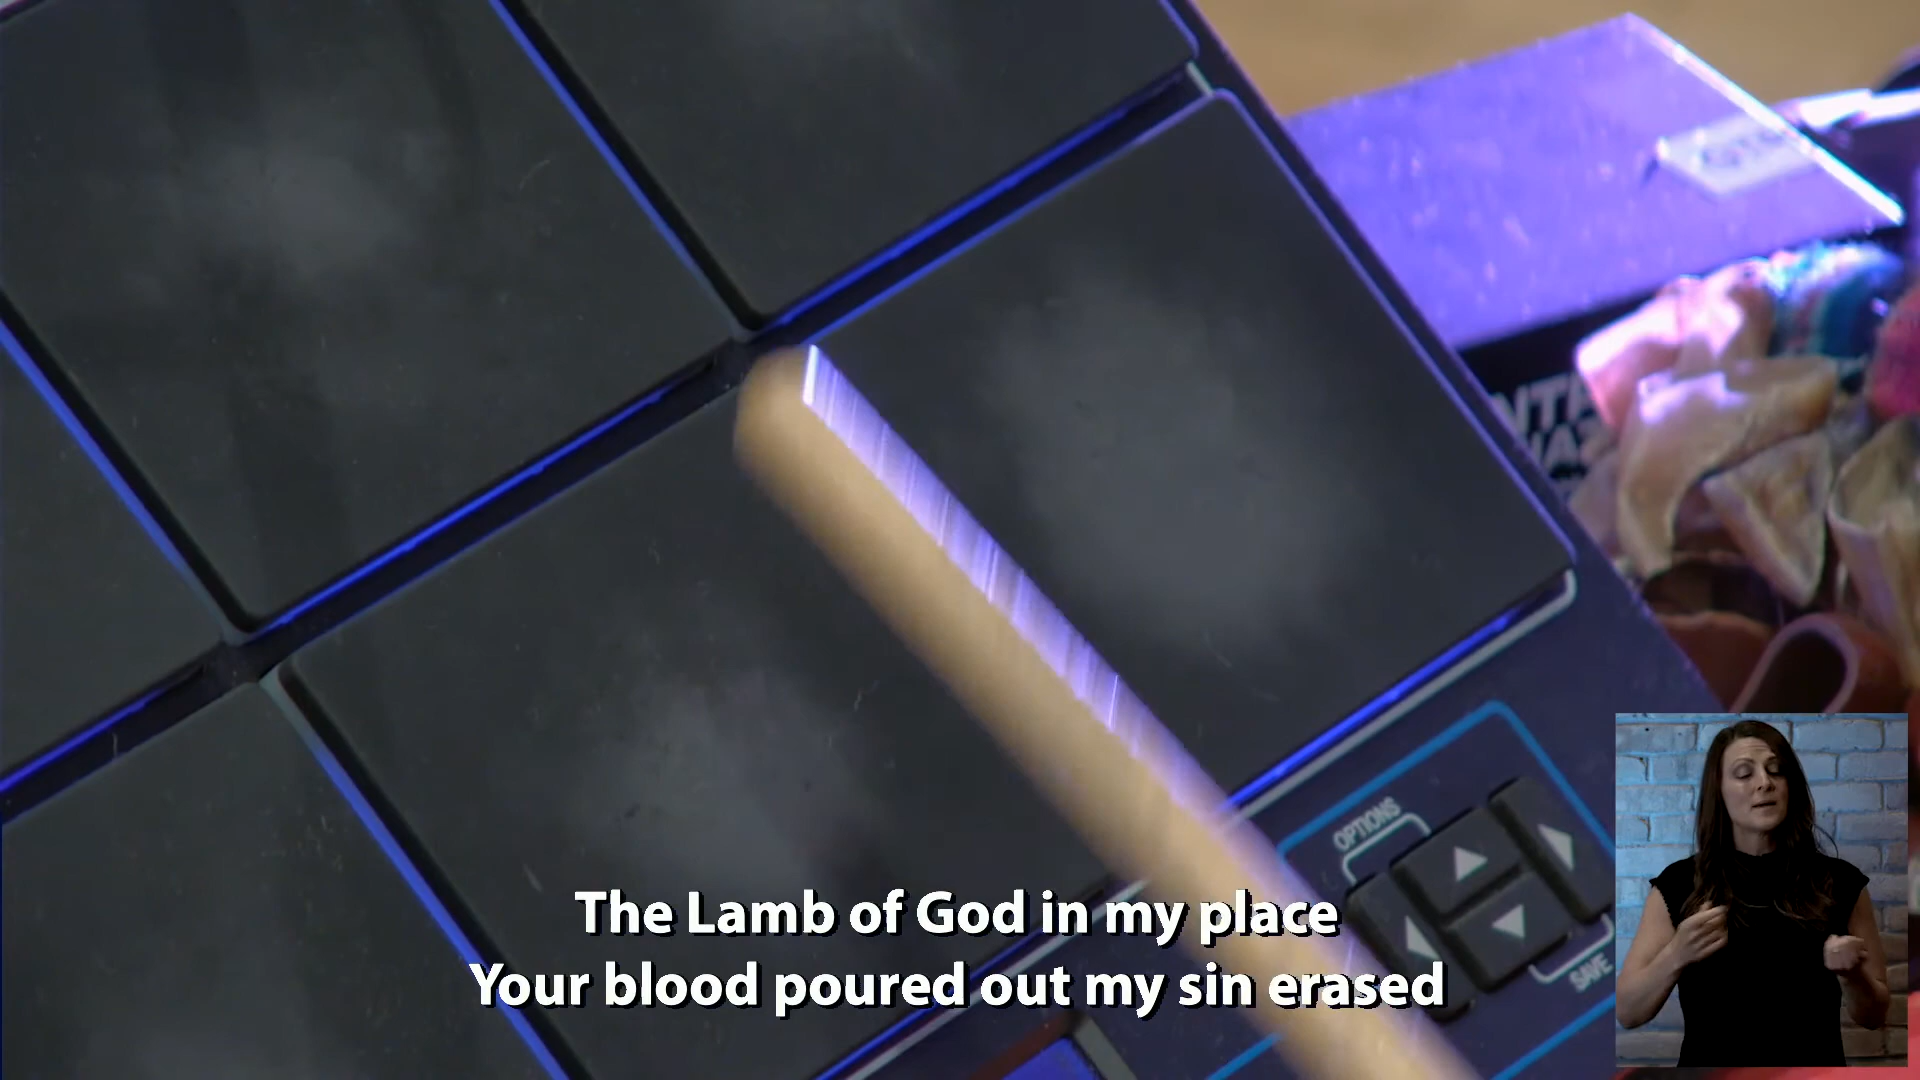 OPTIONS
SAVE
The Lamb of God in my place
Your blood poured out my sin erased